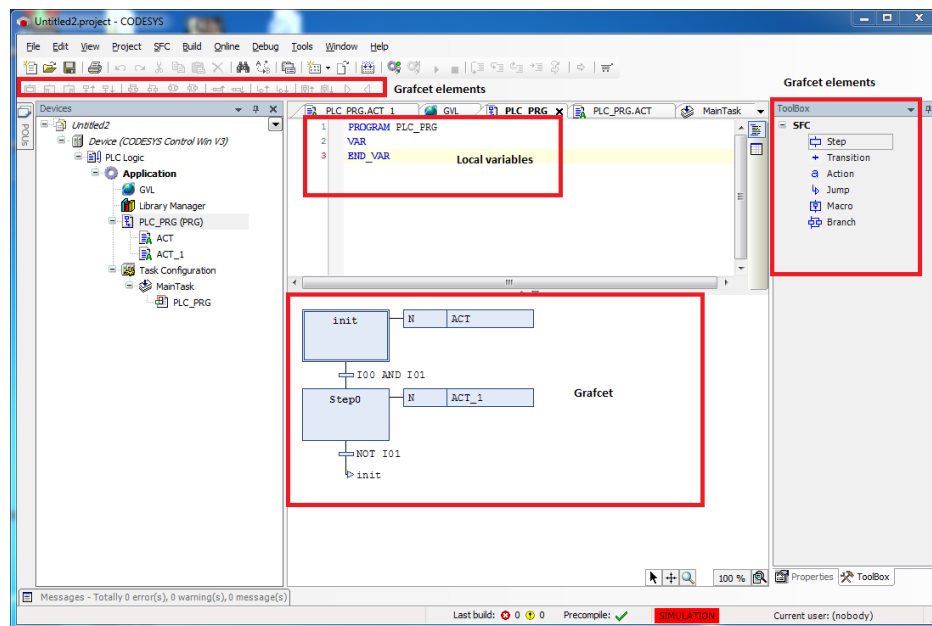 Untitled2.project - CODESYS
File Edit View Project SFC Build Online Debug Tools Window Help
Grafcet elements
Grafcet elements
Devices
POUs
Untitled2
Device (CODESYS Control Win V3)
PLC Logic
Application
GVL
Library Manager
PLC_PRG (PRG)
ACT
ACT_1
Task Configuration
MainTask
PLC_PRG
PLC_PRG.ACT_1 GVL PLC_PRG PLC_PRG.ACT MainTask
1 PROGRAM PLC_PRG
2 VAR
3 END_VAR
Local variables
init N ACT
I00 AND I01
Step0 N ACT_1
NOT I01
init
Grafcet
100 %
ToolBox
SFC
Step
Transition
Action
Jump
Macro
Branch
Properties ToolBox
Messages - Totally 0 error(s), 0 warning(s), 0 message(s)
Last build: 0 0 Precompile: SIMULATION Current user: (nobody)